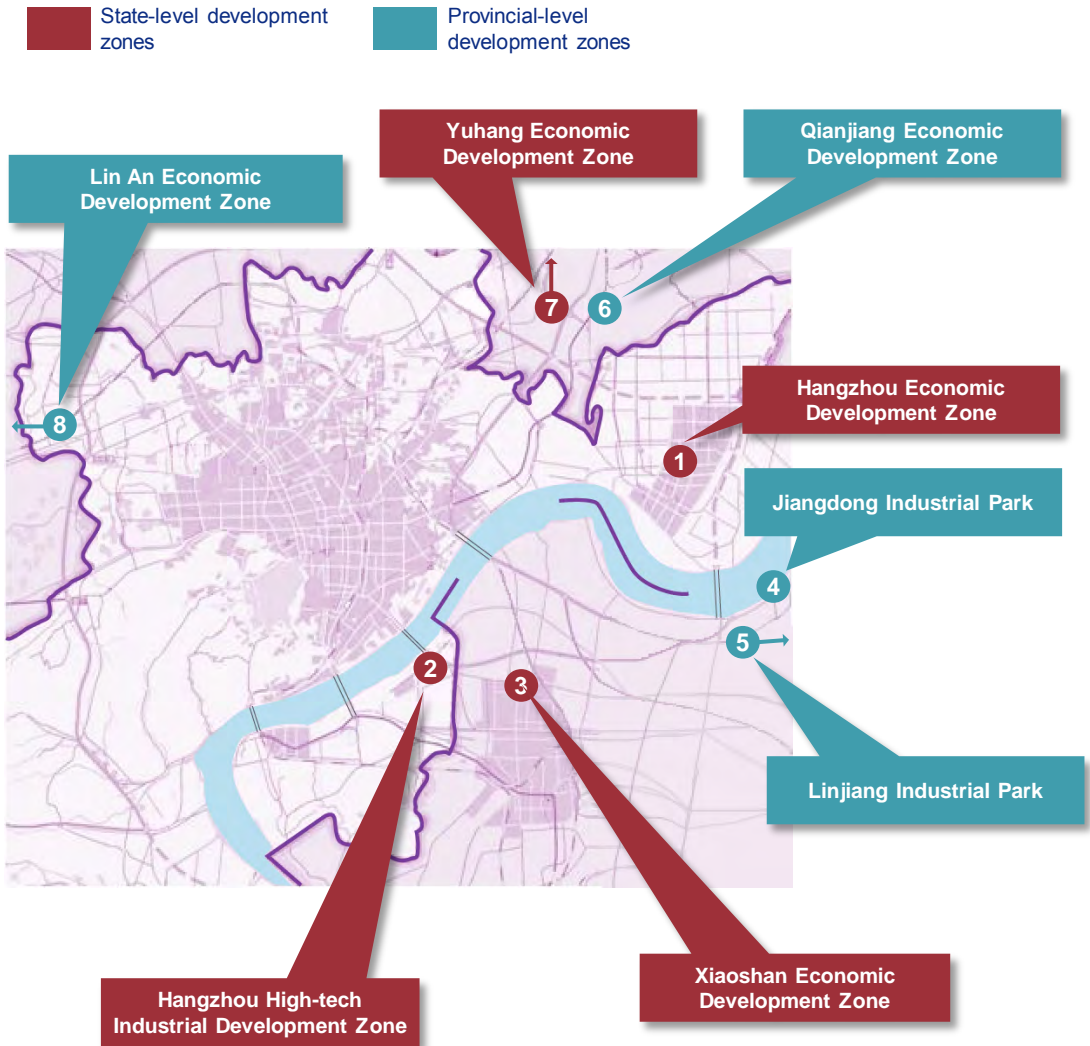 State-level development
zones
Provincial-level
development zones
Yuhang Economic
Development Zone
Qianjiang Economic
Development Zone
Lin An Economic
Development Zone
7
6
Hangzhou Economic
Development Zone
8
1
Jiangdong Industrial Park
4
5
2
3
Linjiang Industrial Park
Hangzhou High-tech
Industrial Development Zone
Xiaoshan Economic
Development Zone